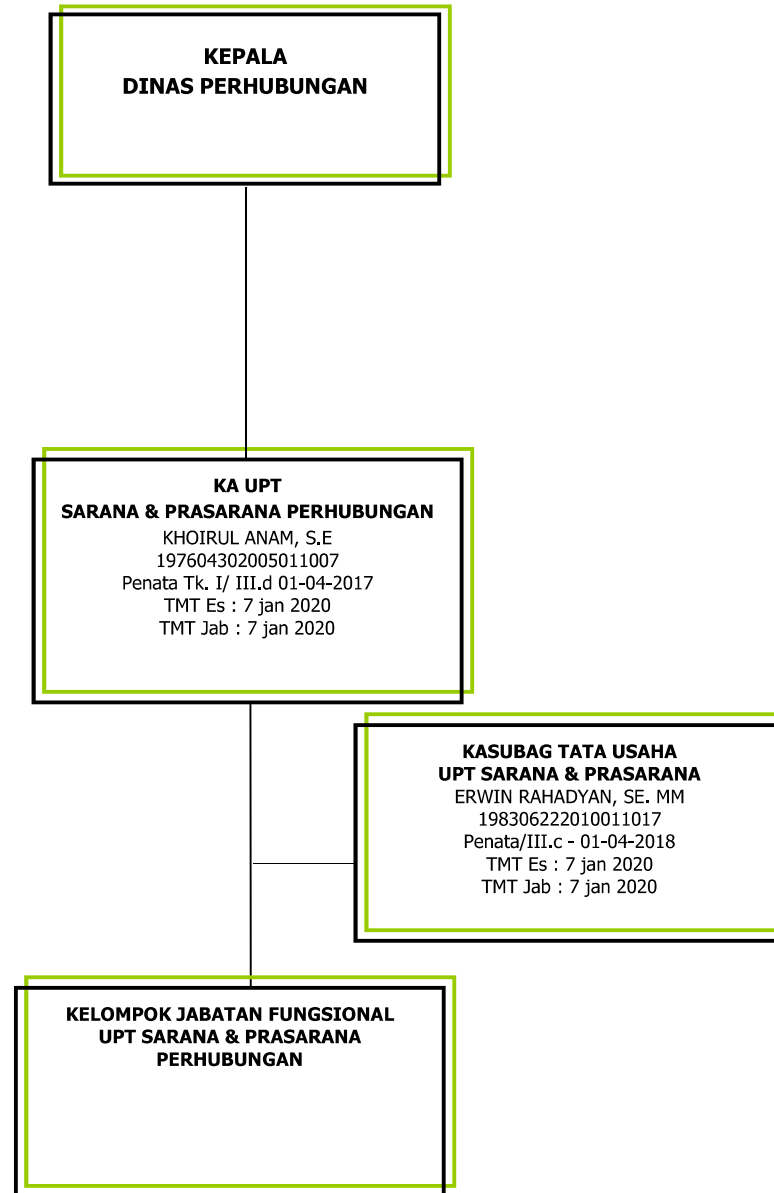 KEPALA
DINAS PERHUBUNGAN
KA UPT
SARANA & PRASARANA PERHUBUNGAN
KHOIRUL ANAM, S.E
197604302005011007
Penata Tk. I/ III.d 01-04-2017
TMT Es : 7 jan 2020
TMT Jab : 7 jan 2020
KASUBAG TATA USAHA
UPT SARANA & PRASARANA
ERWIN RAHADYAN, SE. MM
198306222010011017
Penata/III.c - 01-04-2018
TMT Es : 7 jan 2020
TMT Jab : 7 jan 2020
KELOMPOK JABATAN FUNGSIONAL
UPT SARANA & PRASARANA
PERHUBUNGAN